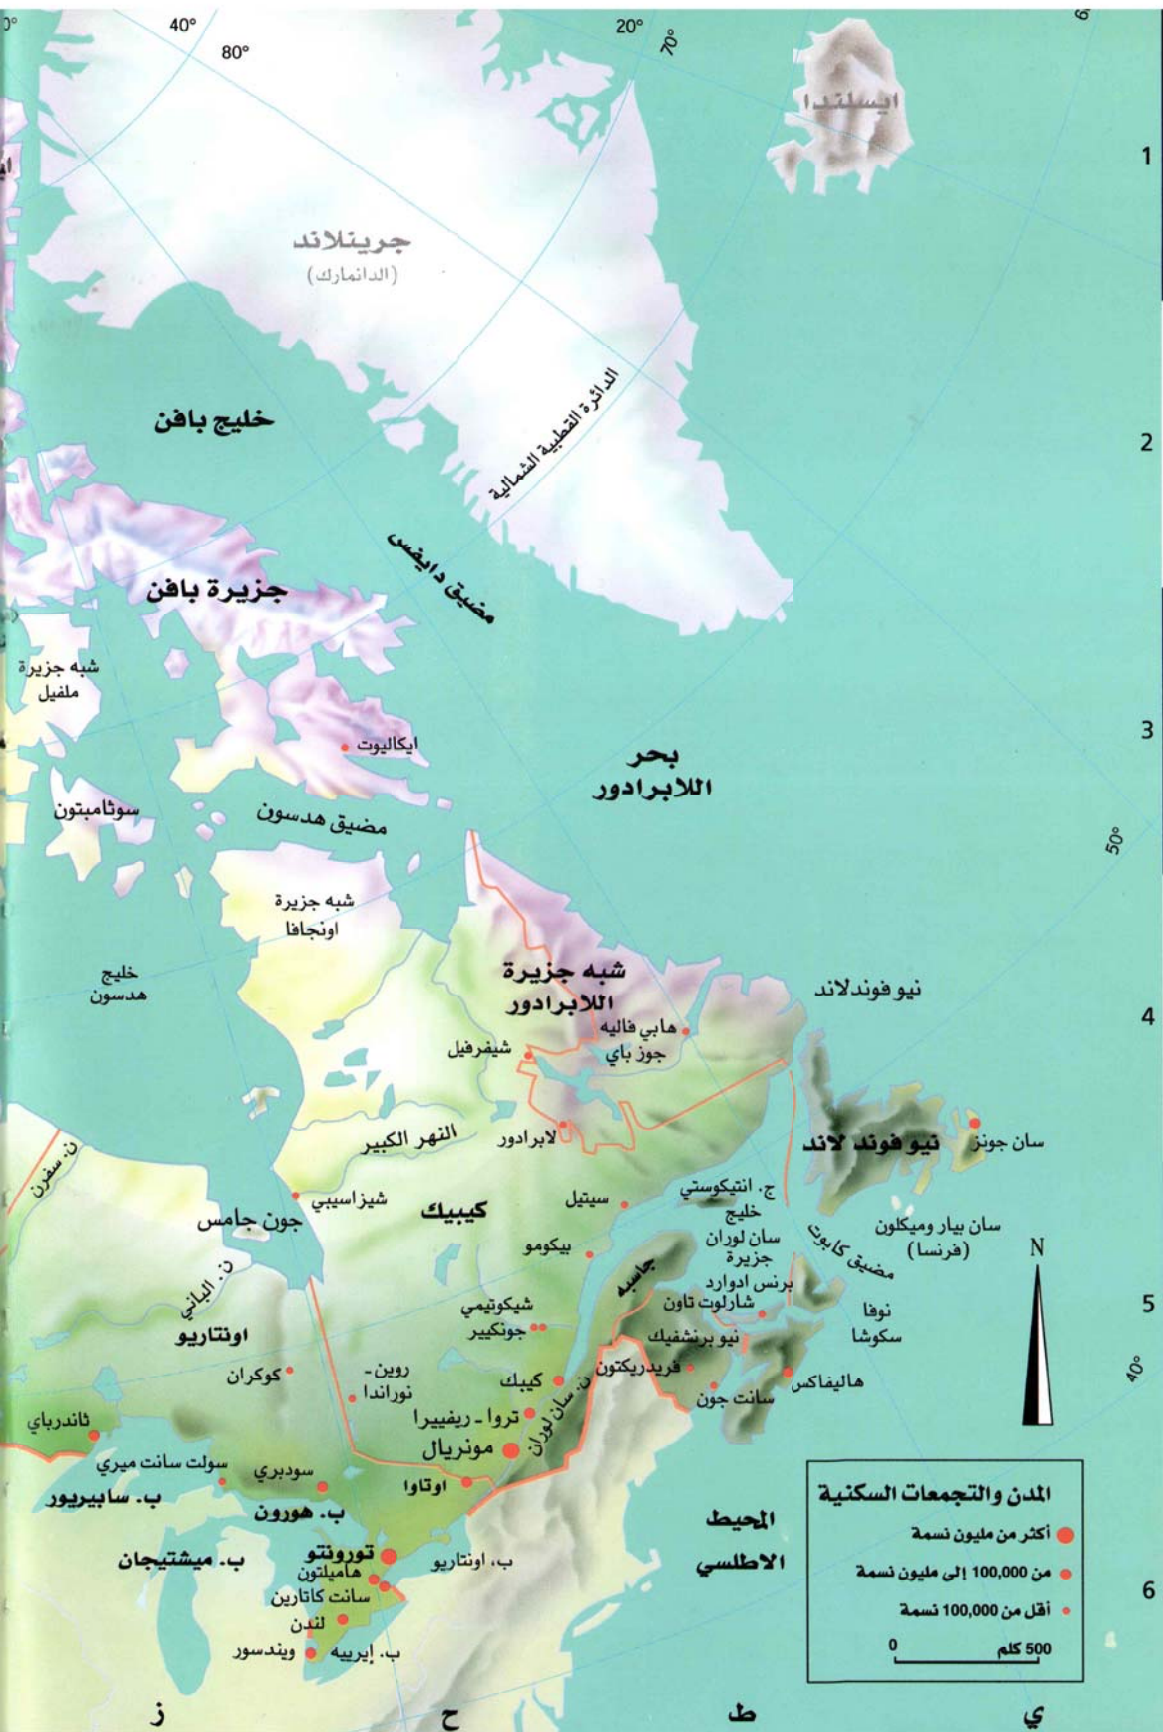 40°
20°
80°
70°
ايسلندا
1
جرينلاند
(الدانمارك)
الدائرة القطبية الشمالية
خليج بافن
2
مضيق دايفس
جزيرة بافن
شبه جزيرة
ملفيل
3
ايكاليوت
بحر
اللابرادور
سوثامبتون
مضيق هدسون
50°
شبه جزيرة
اونجافا
خليج
هدسون
شبه جزيرة
اللابرادور
نيو فوندلاند
4
هابي فاليه
جوز باي
شيفرفيل
لابرادور
النهر الكبير
نيو فوند لاند
سان جونز
ن. سفرن
شيزاسيبي
كيبيك
سيتيل
ج. انتيكوستي
خليج
سان لوران
جزيرة
برنس ادوارد
جون جامس
بيكومو
مضيق كابوت
سان بيار وميكلون
(فرنسا)
N
ن. الباني
جاسبه
شارلوت تاون
نوفا
سكوشا
5
اونتاريو
شيكوتيمي
جونكيير
نيو برنشفيك
كوكران
روين-
نوراندا
كيبك
فريدريكتون
هاليفاكس
40°
سانت جون
ثاندرباي
تروا - ريفييرا
ن. سان لوران
مونريال
سولت سانت ميري
سودبري
اوتاوا
ب. سابيريور
ب. هورون
ب. ميشتيجان
تورونتو
ب، اونتاريو
هاميلتون
سانت كاتارين
لندن
ويندسور
ب. إيرييه
المحيط
الاطلسي
المدن والتجمعات السكنية
أكثر من مليون نسمة
من 100,000 إلى مليون نسمة
أقل من 100,000 نسمة
0
500 كلم
6
ز
ح
ط
ي